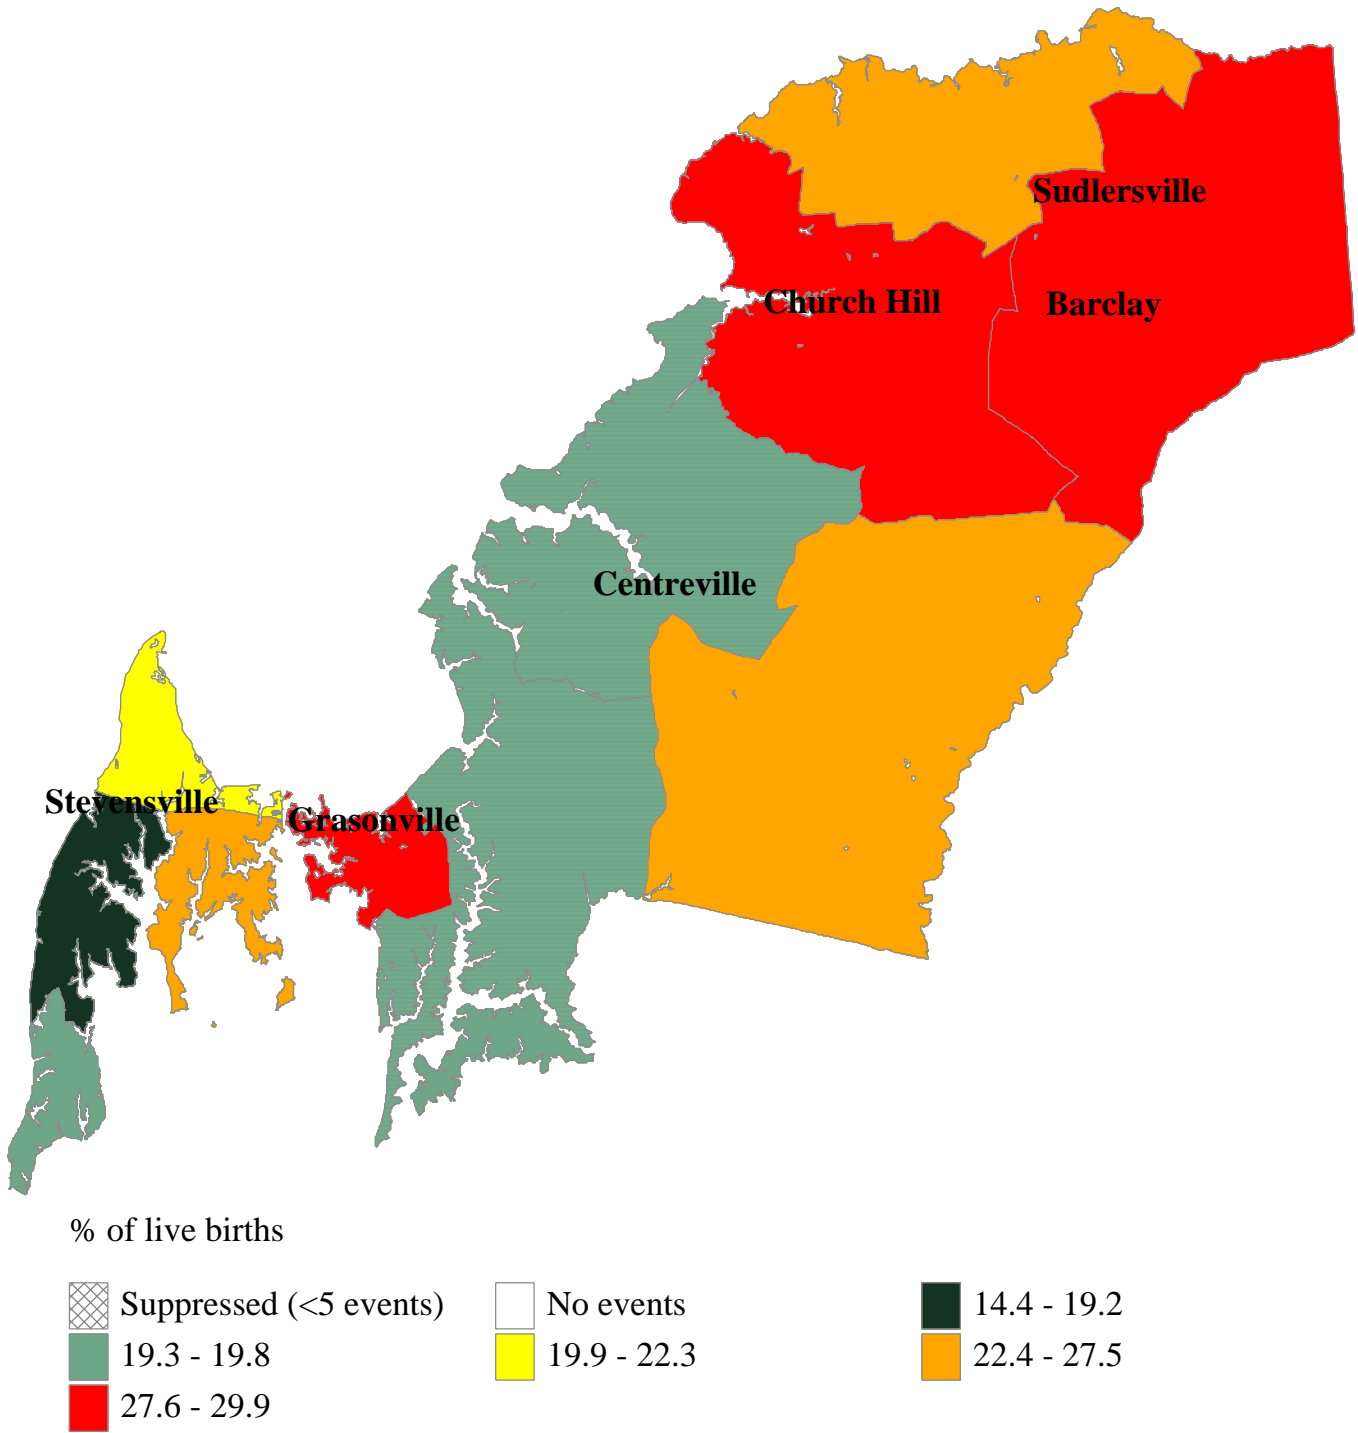 Sudlersville
Church Hill
Barclay
Centreville
Stevensville
Grasonville
% of live births
Suppressed (<5 events)
No events
14.4 - 19.2
19.3 - 19.8
19.9 - 22.3
22.4 - 27.5
27.6 - 29.9